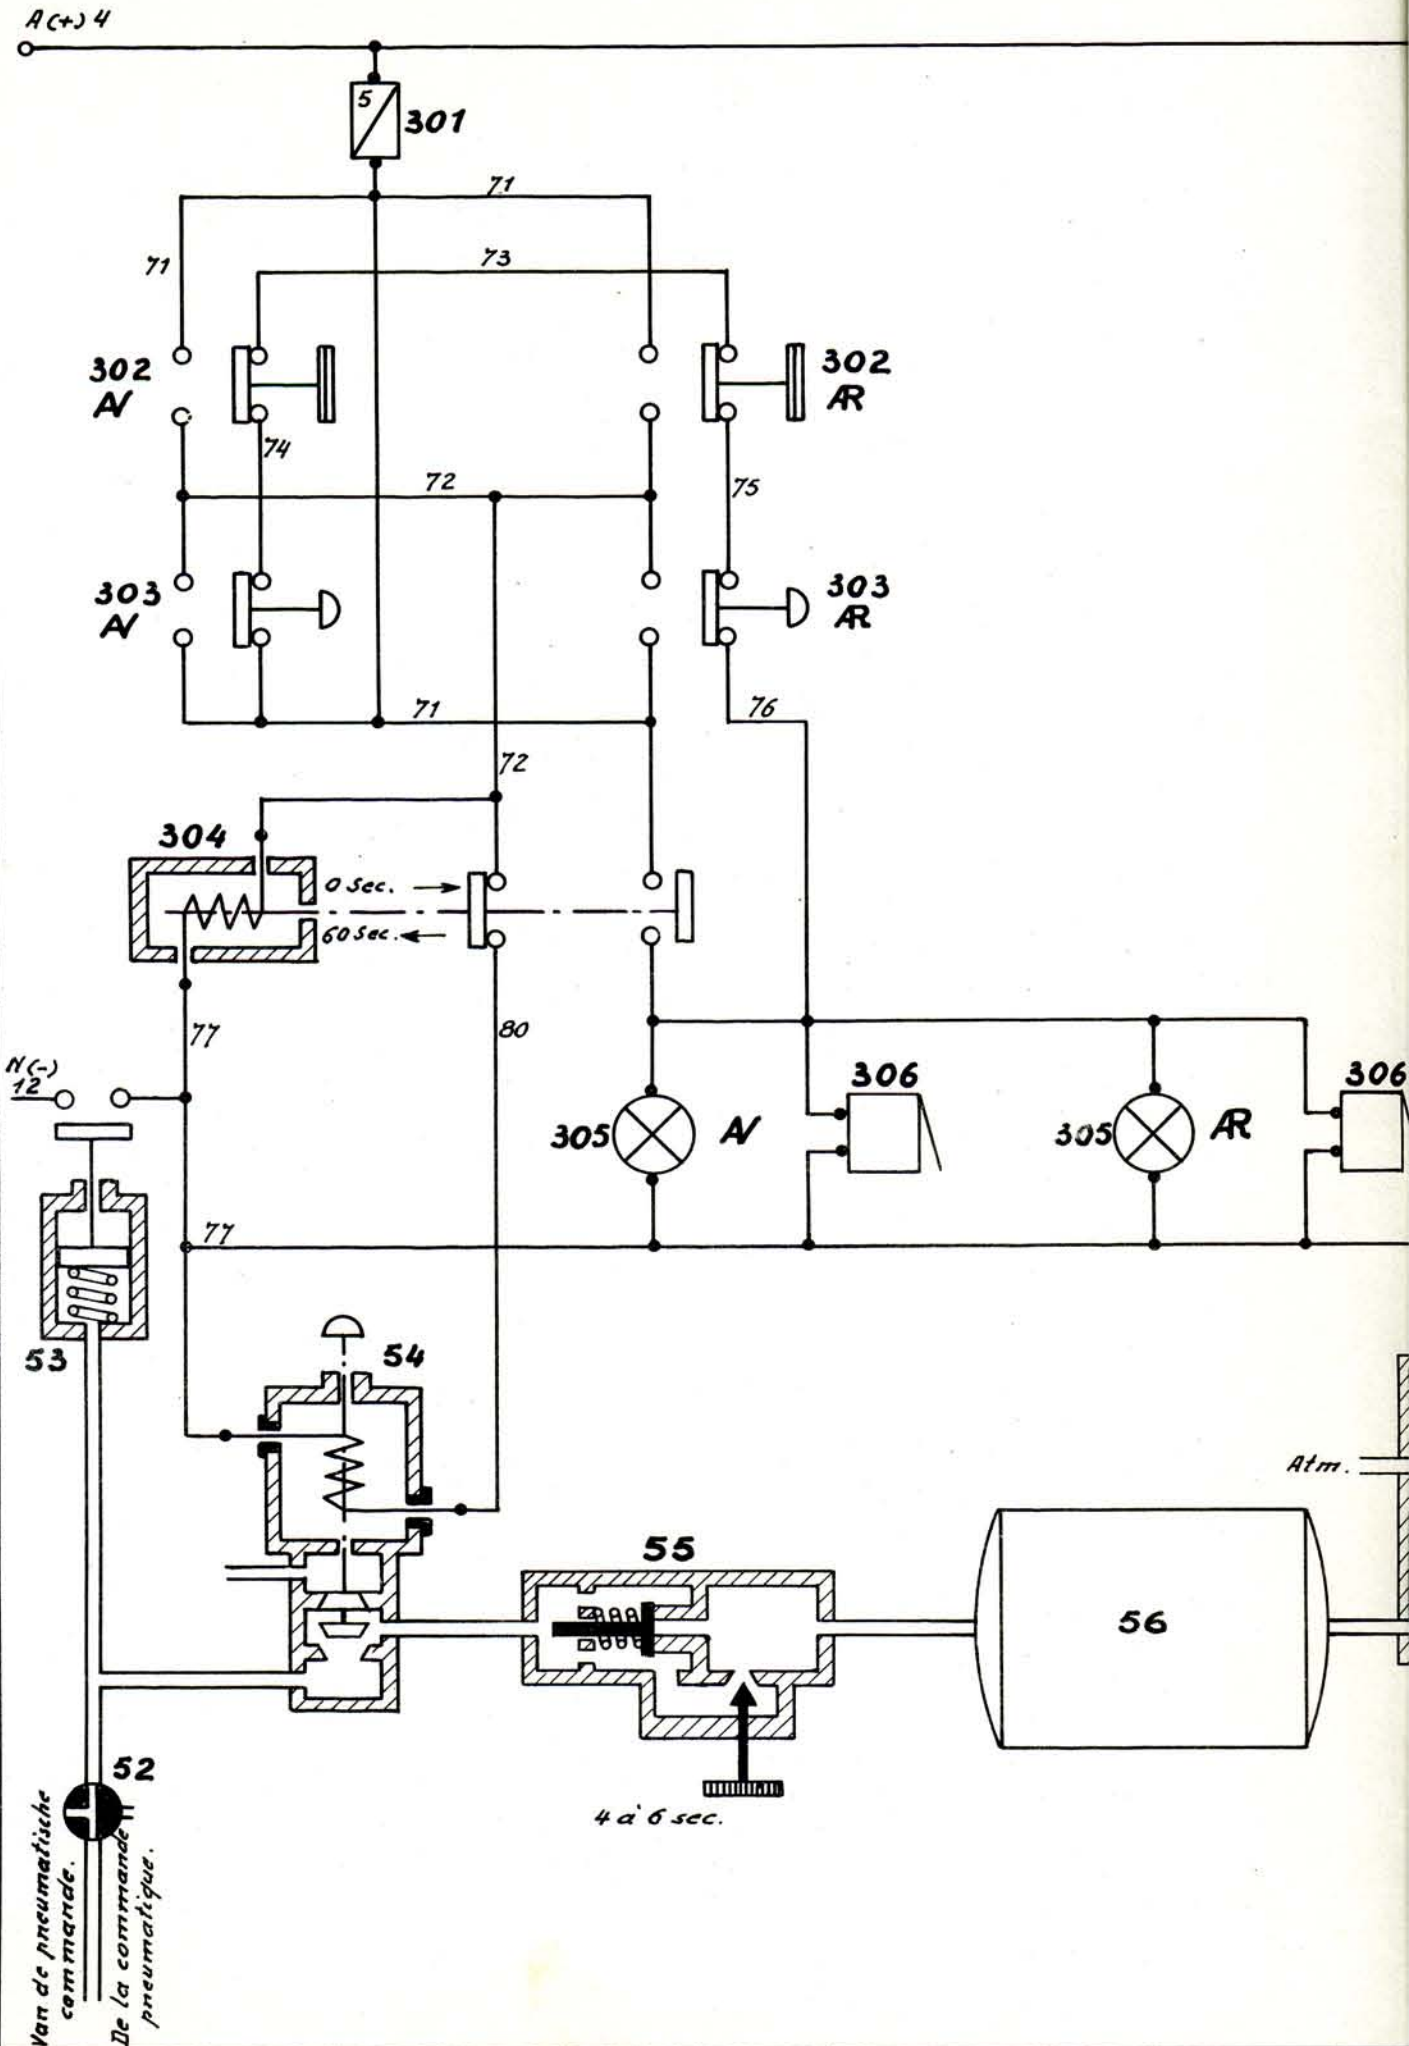 A (+) 4
5
301
71
71
73
302
AV
302
AR
74
72
75
303
AV
303
AR
71
76
72
304
0 sec.
60 sec.
77
80
N (-)
12
306
306
305
AV
305
AR
77
53
54
Atm.
55
56
52
4 à 6 sec.
Van de pneumatische
commande.
De la commande
pneumatique.